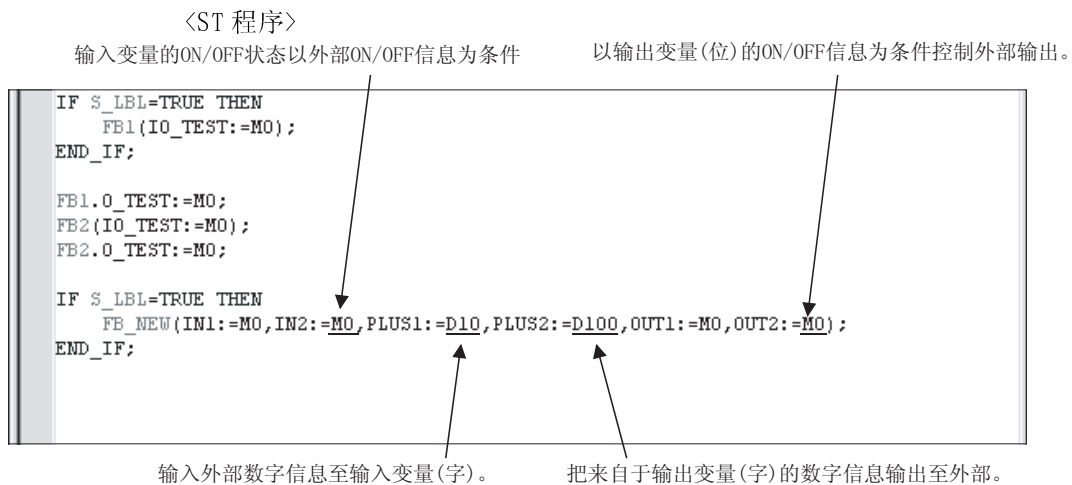 〈ST 程序〉
输入变量的ON/OFF状态以外部ON/OFF信息为条件
以输出变量(位)的ON/OFF信息为条件控制外部输出。
IF S_LBL=TRUE THEN
FB1(IO_TEST:=M0);
END_IF;
FB1.O_TEST:=M0;
FB2(IO_TEST:=M0);
FB2.O_TEST:=M0;
IF S_LBL=TRUE THEN
FB_NEW(IN1:=M0,IN2:=M0,PLUS1:=D10,PLUS2:=D100,OUT1:=M0,OUT2:=M0);
END_IF;
输入外部数字信息至输入变量(字)。
把来自于输出变量(字)的数字信息输出至外部。